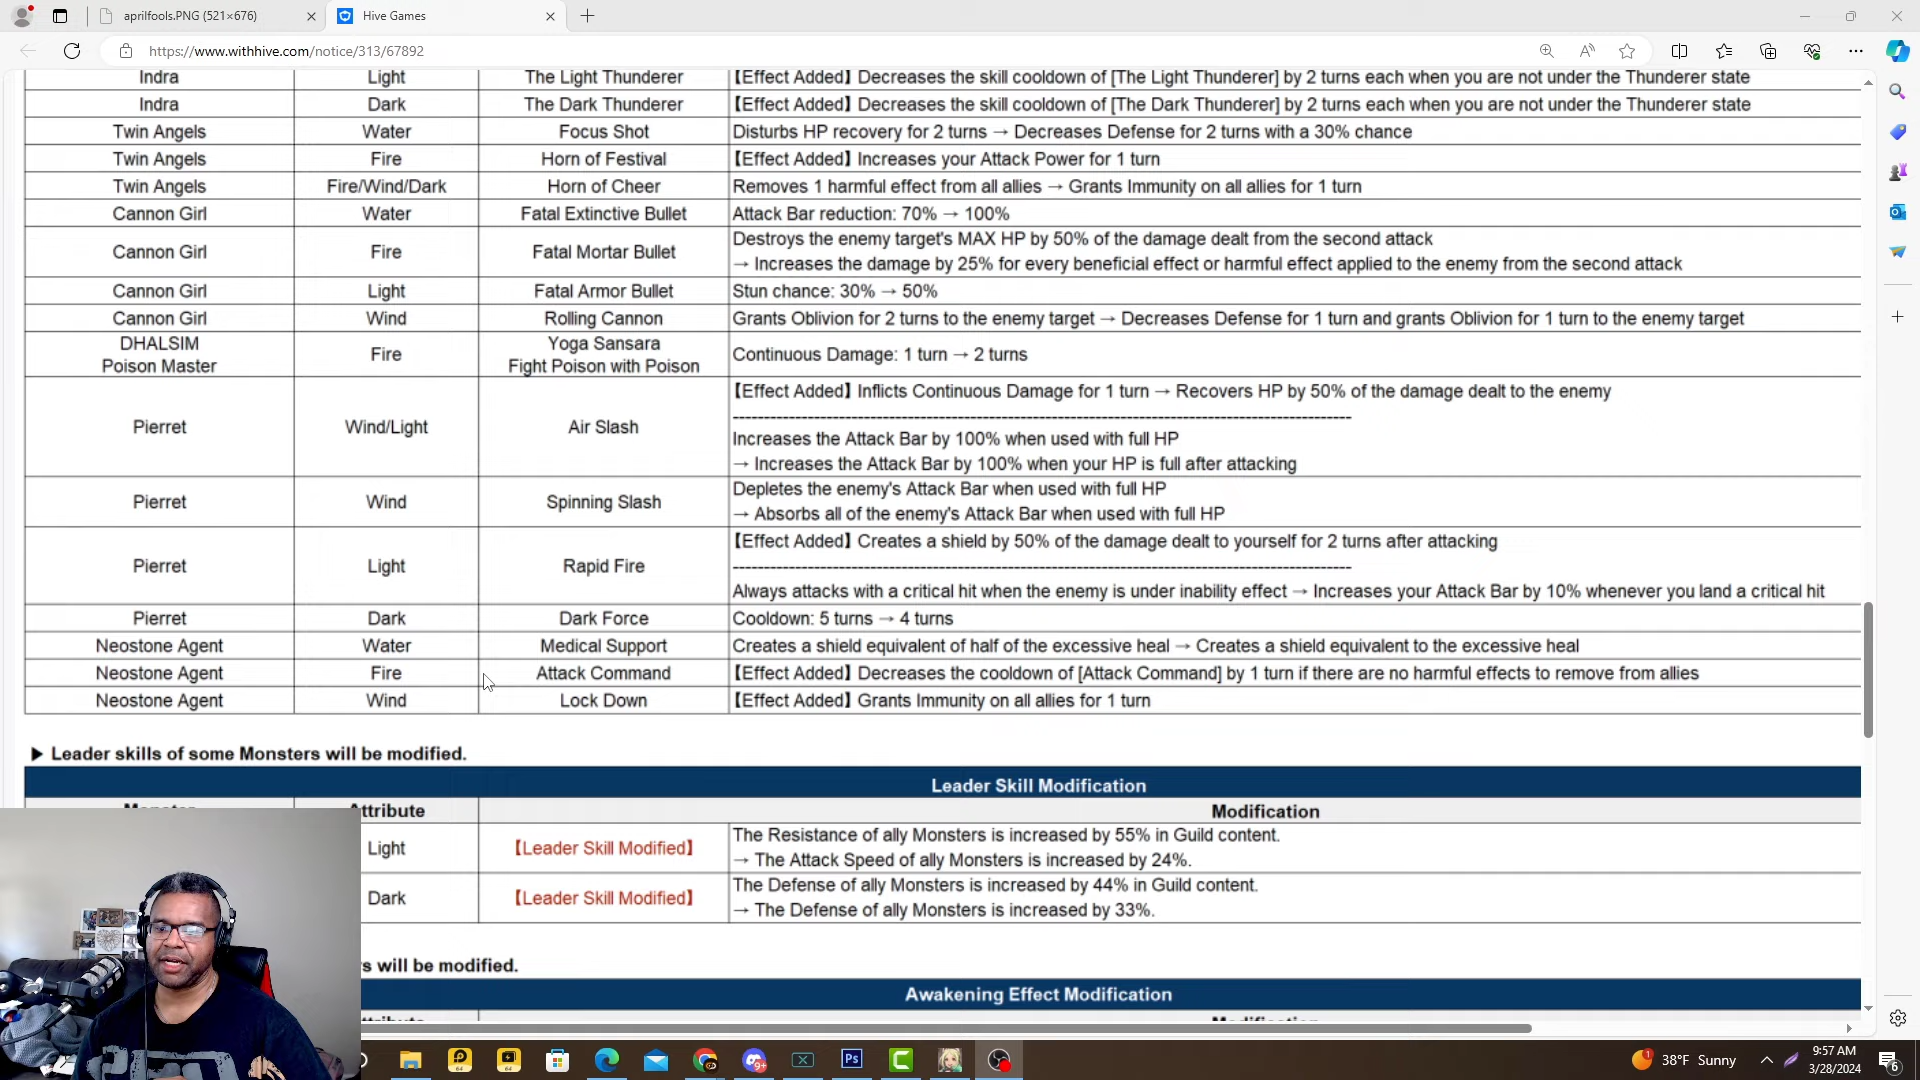 aprilfools.PNG (521×676)
Hive Games
https://www.withhive.com/notice/313/67892
Indra Light The Light Thunderer 【Effect Added】 Decreases the skill cooldown of [The Light Thunderer] by 2 turns each when you are not under the Thunderer state
Indra Dark The Dark Thunderer 【Effect Added】 Decreases the skill cooldown of [The Dark Thunderer] by 2 turns each when you are not under the Thunderer state
Twin Angels Water Focus Shot Disturbs HP recovery for 2 turns → Decreases Defense for 2 turns with a 30% chance
Twin Angels Fire Horn of Festival 【Effect Added】 Increases your Attack Power for 1 turn
Twin Angels Fire/Wind/Dark Horn of Cheer Removes 1 harmful effect from all allies → Grants Immunity on all allies for 1 turn
Cannon Girl Water Fatal Extinctive Bullet Attack Bar reduction: 70% → 100%
Cannon Girl Fire Fatal Mortar Bullet Destroys the enemy target's MAX HP by 50% of the damage dealt from the second attack
→ Increases the damage by 25% for every beneficial effect or harmful effect applied to the enemy from the second attack
Cannon Girl Light Fatal Armor Bullet Stun chance: 30% → 50%
Cannon Girl Wind Rolling Cannon Grants Oblivion for 2 turns to the enemy target → Decreases Defense for 1 turn and grants Oblivion for 1 turn to the enemy target
DHALSIM Yoga Sansara
Poison Master Fire Fight Poison with Poison Continuous Damage: 1 turn → 2 turns
Pierret Wind/Light Air Slash 【Effect Added】 Inflicts Continuous Damage for 1 turn → Recovers HP by 50% of the damage dealt to the enemy
Increases the Attack Bar by 100% when used with full HP
→ Increases the Attack Bar by 100% when your HP is full after attacking
Pierret Wind Spinning Slash Depletes the enemy's Attack Bar when used with full HP
→ Absorbs all of the enemy's Attack Bar when used with full HP
Pierret Light Rapid Fire 【Effect Added】 Creates a shield by 50% of the damage dealt to yourself for 2 turns after attacking
Always attacks with a critical hit when the enemy is under inability effect → Increases your Attack Bar by 10% whenever you land a critical hit
Pierret Dark Dark Force Cooldown: 5 turns → 4 turns
Neostone Agent Water Medical Support Creates a shield equivalent of half of the excessive heal → Creates a shield equivalent to the excessive heal
Neostone Agent Fire Attack Command 【Effect Added】 Decreases the cooldown of [Attack Command] by 1 turn if there are no harmful effects to remove from allies
Neostone Agent Wind Lock Down 【Effect Added】 Grants Immunity on all allies for 1 turn
▶ Leader skills of some Monsters will be modified.
Leader Skill Modification
Attribute Modification
Light 【Leader Skill Modified】 The Resistance of ally Monsters is increased by 55% in Guild content.
→ The Attack Speed of ally Monsters is increased by 24%.
Dark 【Leader Skill Modified】 The Defense of ally Monsters is increased by 44% in Guild content.
→ The Defense of ally Monsters is increased by 33%.
s will be modified.
Awakening Effect Modification
38°F Sunny
9:57 AM
3/28/2024